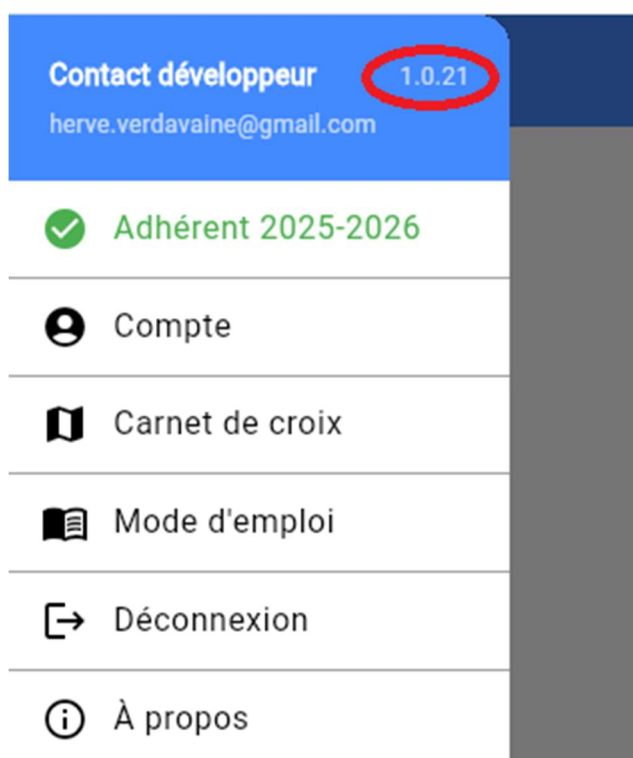 Contact développeur 1.0.21
herve.verdavaine@gmail.com
Adhérent 2025-2026
Compte
Carnet de croix
Mode d'emploi
Déconnexion
À propos